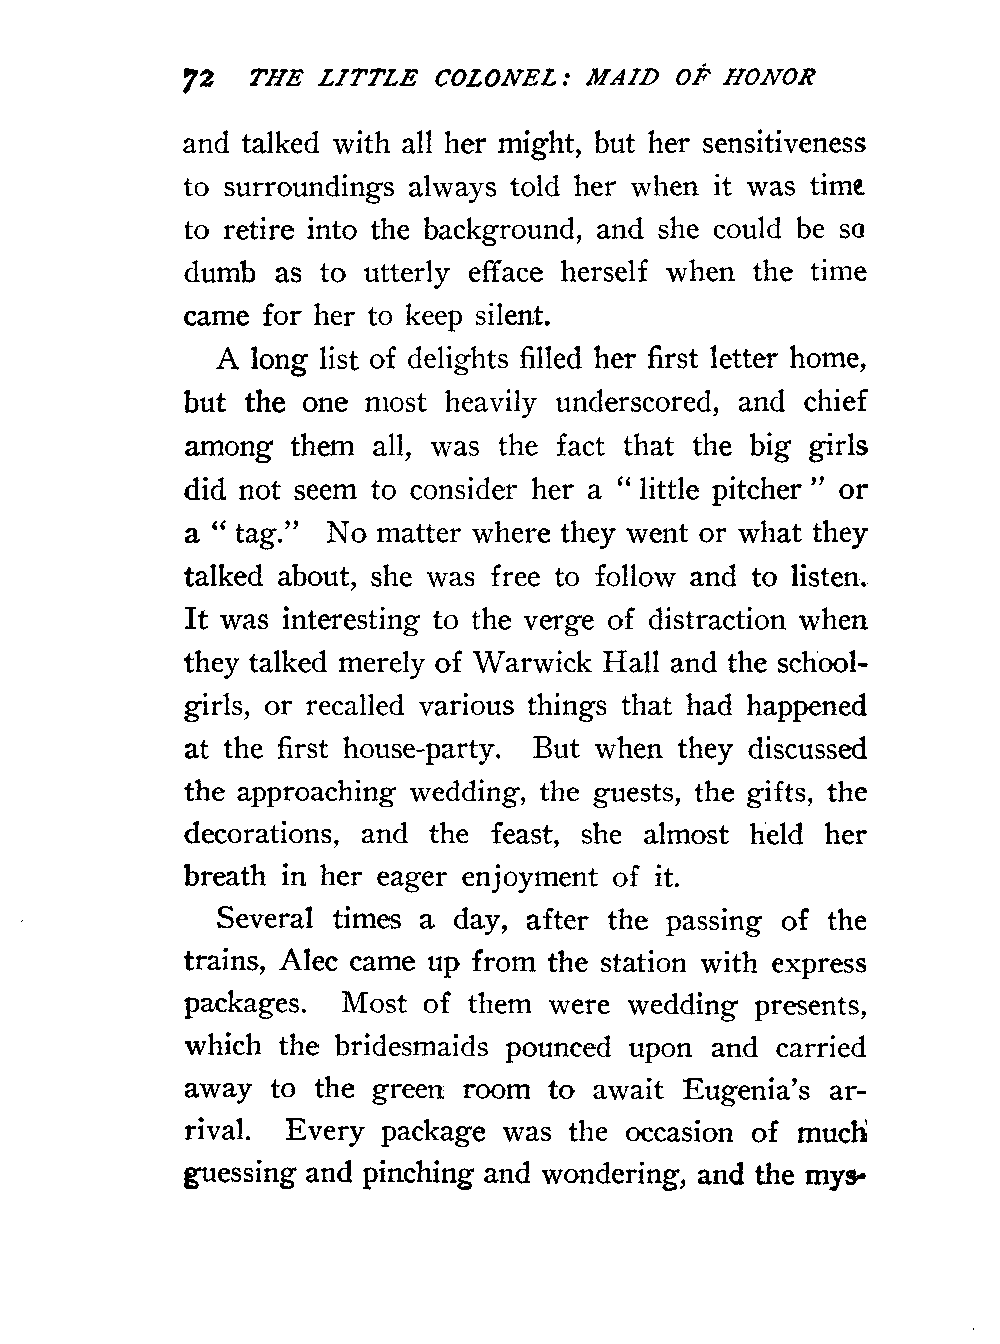 72 THE LITTLE COLONEL: MAID OF HONOR
and talked with all her might, but her sensitiveness
to surroundings always told her when it was time
to retire into the background, and she could be so
dumb as to utterly efface herself when the time
came for her to keep silent.
A long list of delights filled her first letter home,
but the one most heavily underscored, and chief
among them all, was the fact that the big girls
did not seem to consider her a “ little pitcher ” or
a “ tag.” No matter where they went or what they
talked about, she was free to follow and to listen.
It was interesting to the verge of distraction when
they talked merely of Warwick Hall and the school-
girls, or recalled various things that had happened
at the first house-party. But when they discussed
the approaching wedding, the guests, the gifts, the
decorations, and the feast, she almost held her
breath in her eager enjoyment of it.
Several times a day, after the passing of the
trains, Alec came up from the station with express
packages. Most of them were wedding presents,
which the bridesmaids pounced upon and carried
away to the green room to await Eugenia’s ar-
rival. Every package was the occasion of much
guessing and pinching and wondering, and the mys-